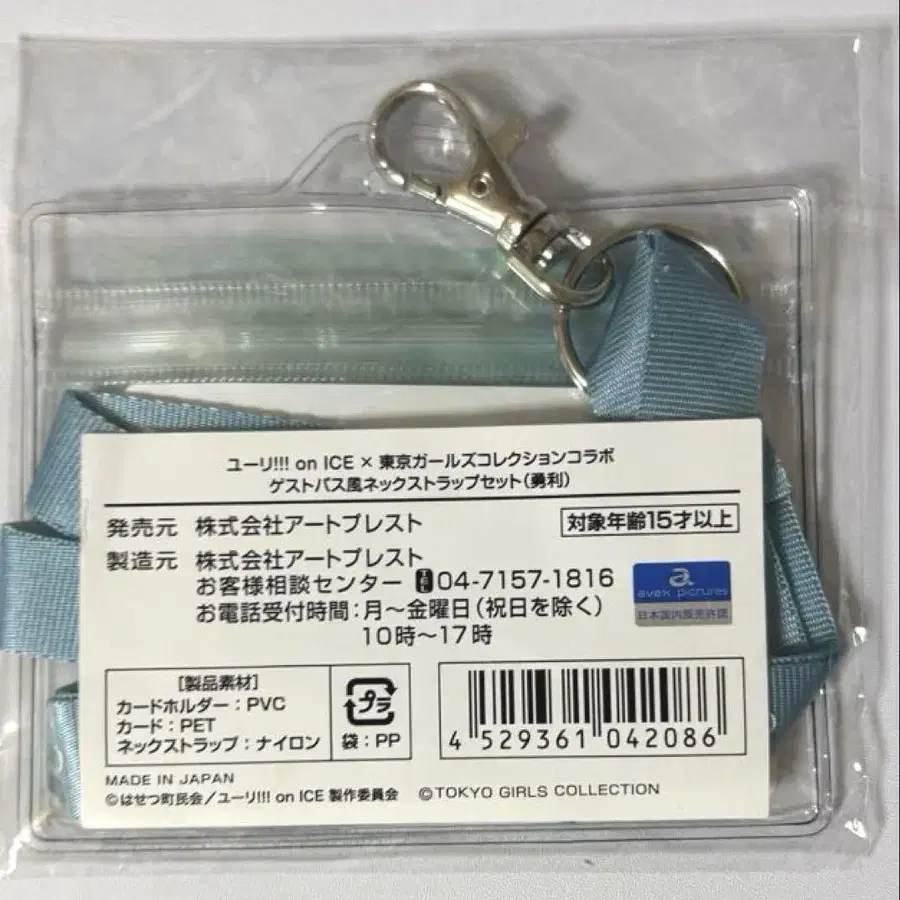 ユーリ!!! on ICE × 東京ガールズコレクションコラボ
ゲストパス風ネックストラップセット(勇利)
発売元 株式会社アートプレスト
対象年齢15才以上
製造元 株式会社アートプレスト
お客様相談センター TEL 04-7157-1816
お電話受付時間:月~金曜日(祝日を除く)
10時~17時
a
avex pictures
日本国内販売許諾
[製品素材]
カードホルダー:PVC
カード:PET
ネックストラップ:ナイロン
プラ
袋:PP
4 529361 042086
MADE IN JAPAN
©はせつ町民会/ユーリ!!! on ICE 製作委員会 ©TOKYO GIRLS COLLECTION